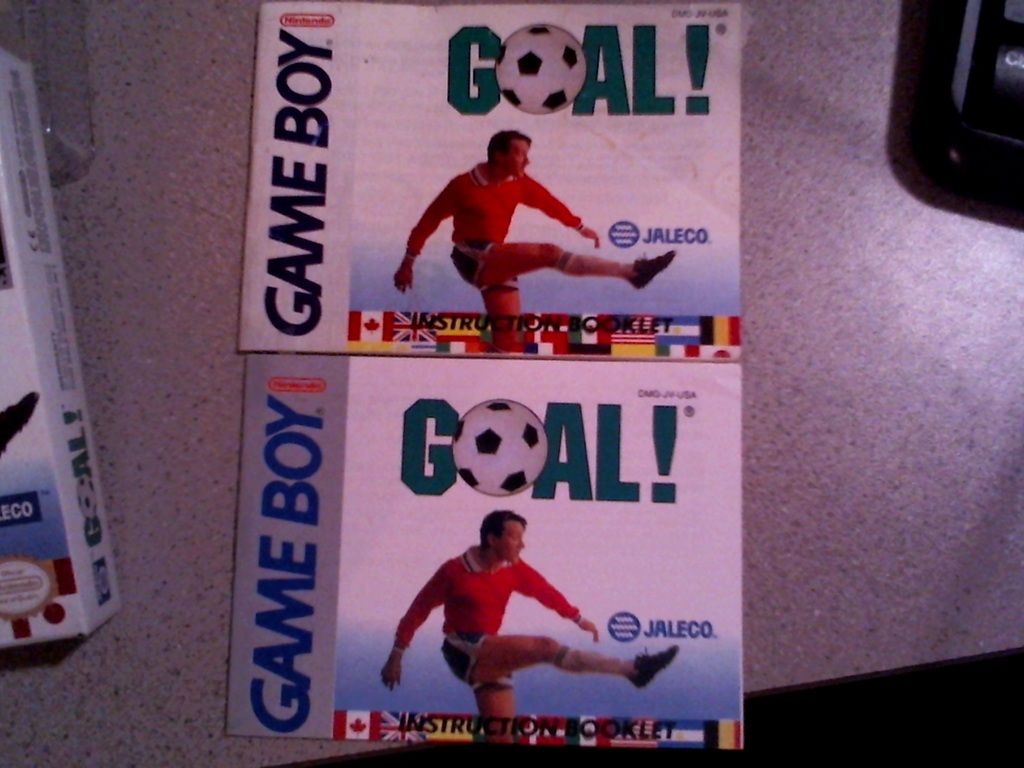 Nintendo
GAME BOY
DMG-JV-USA
GOAL!
JALECO
INSTRUCTION BOOKLET
Nintendo
GAME BOY
DMG-JV-USA
GOAL!
JALECO
INSTRUCTION BOOKLET
GOAL!
ECO